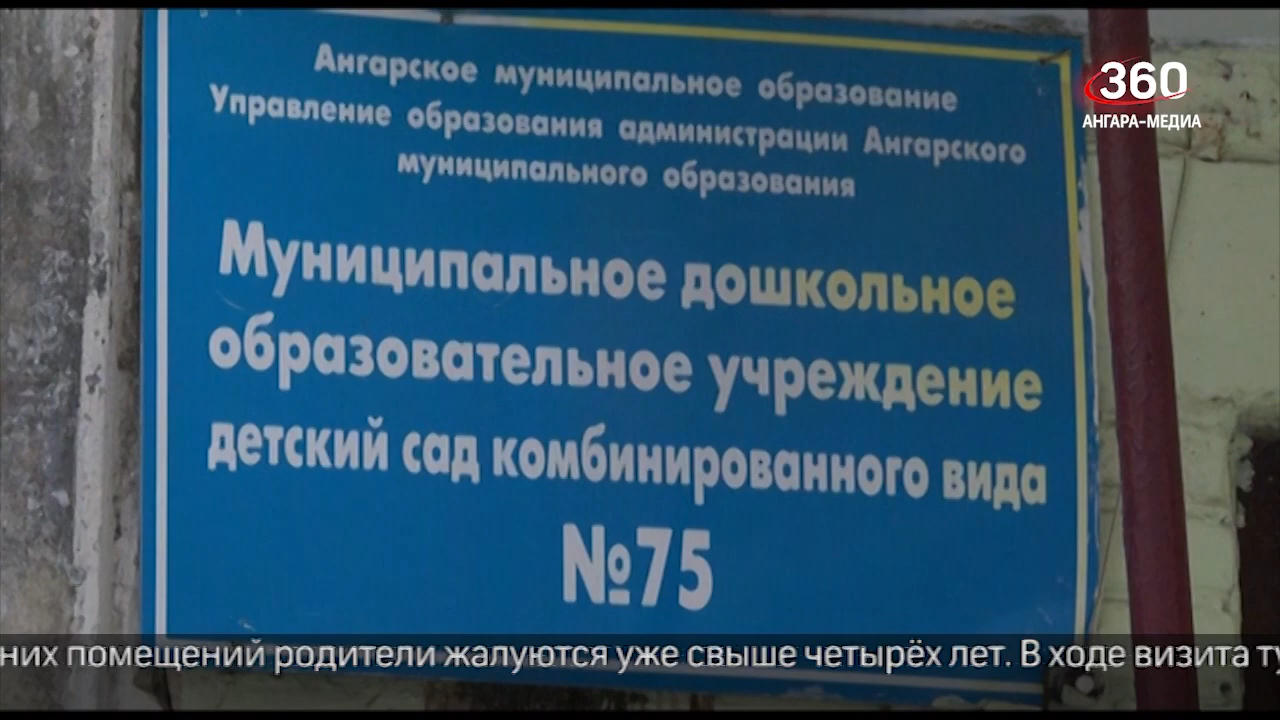 Ангарское муниципальное образование
Управление образования администрации Ангарского
муниципального образования
Муниципальное дошкольное
образовательное учреждение
детский сад комбинированного вида
№75
360
АНГАРА-МЕДИА
них помещений родители жалуются уже свыше четырёх лет. В ходе визита